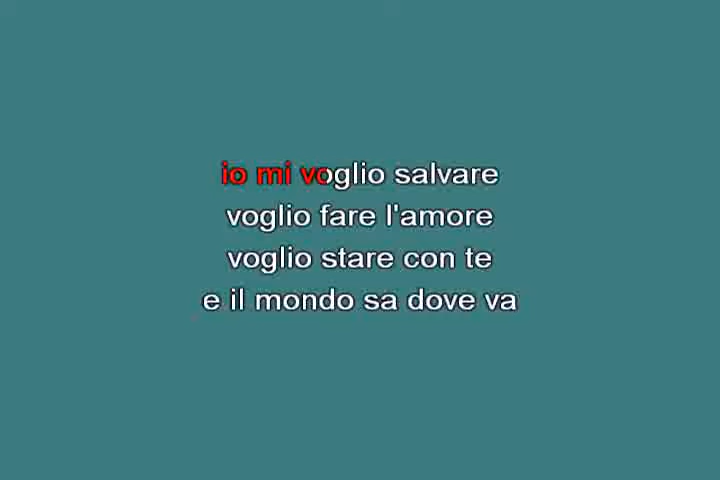 io mi voglio salvare
voglio fare l'amore
voglio stare con te
e il mondo sa dove va